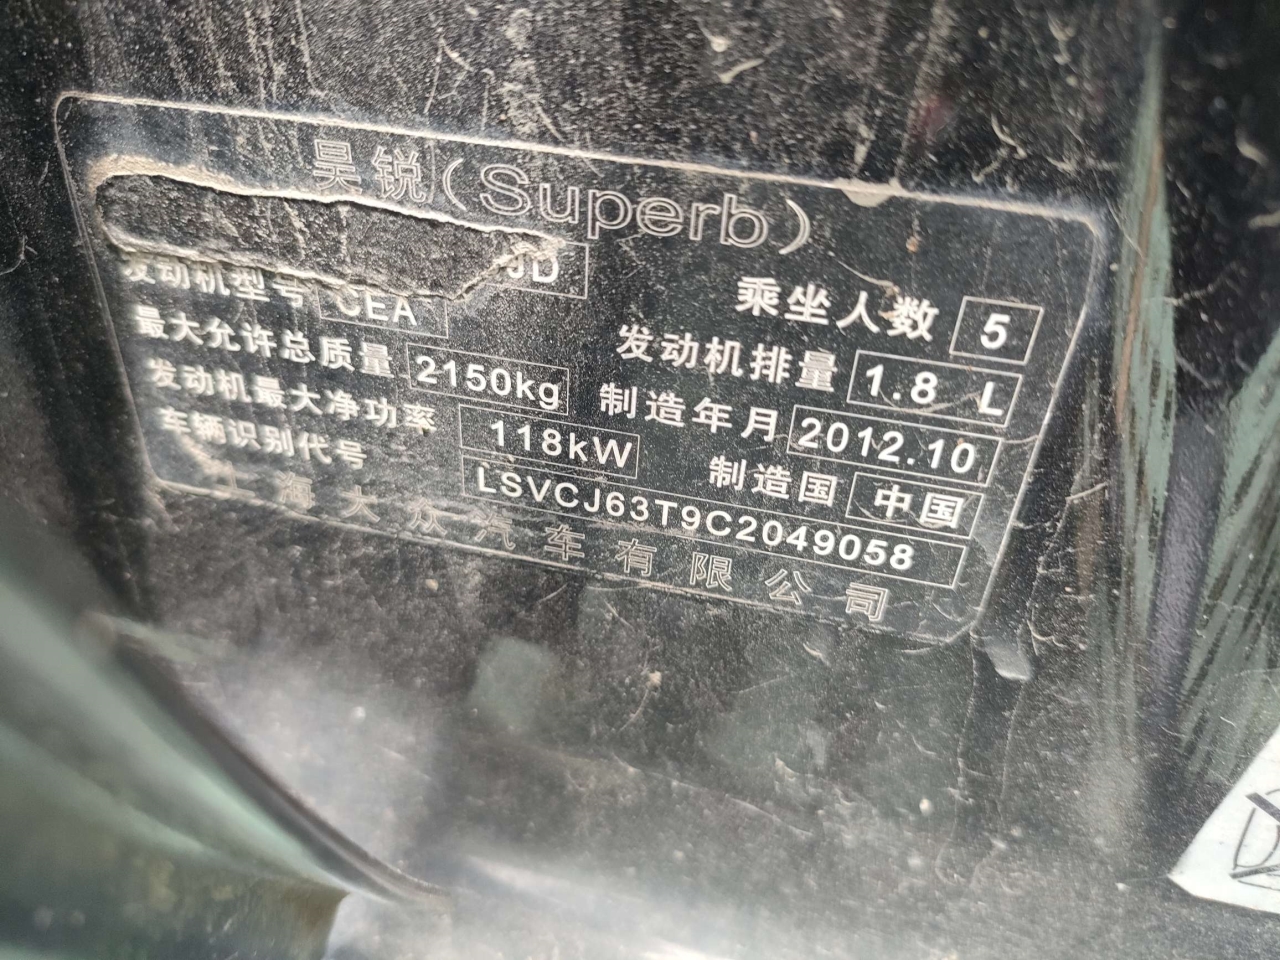 昊锐(Superb)
JD 乘坐人数 5
发动机型号 CEA 发动机排量 1.8 L
最大允许总质量 2150kg 制造年月 2012.10
发动机最大净功率 118kW 制造国 中国
车辆识别代号 LSVCJ63T9C2049058
上海大众汽车有限公司